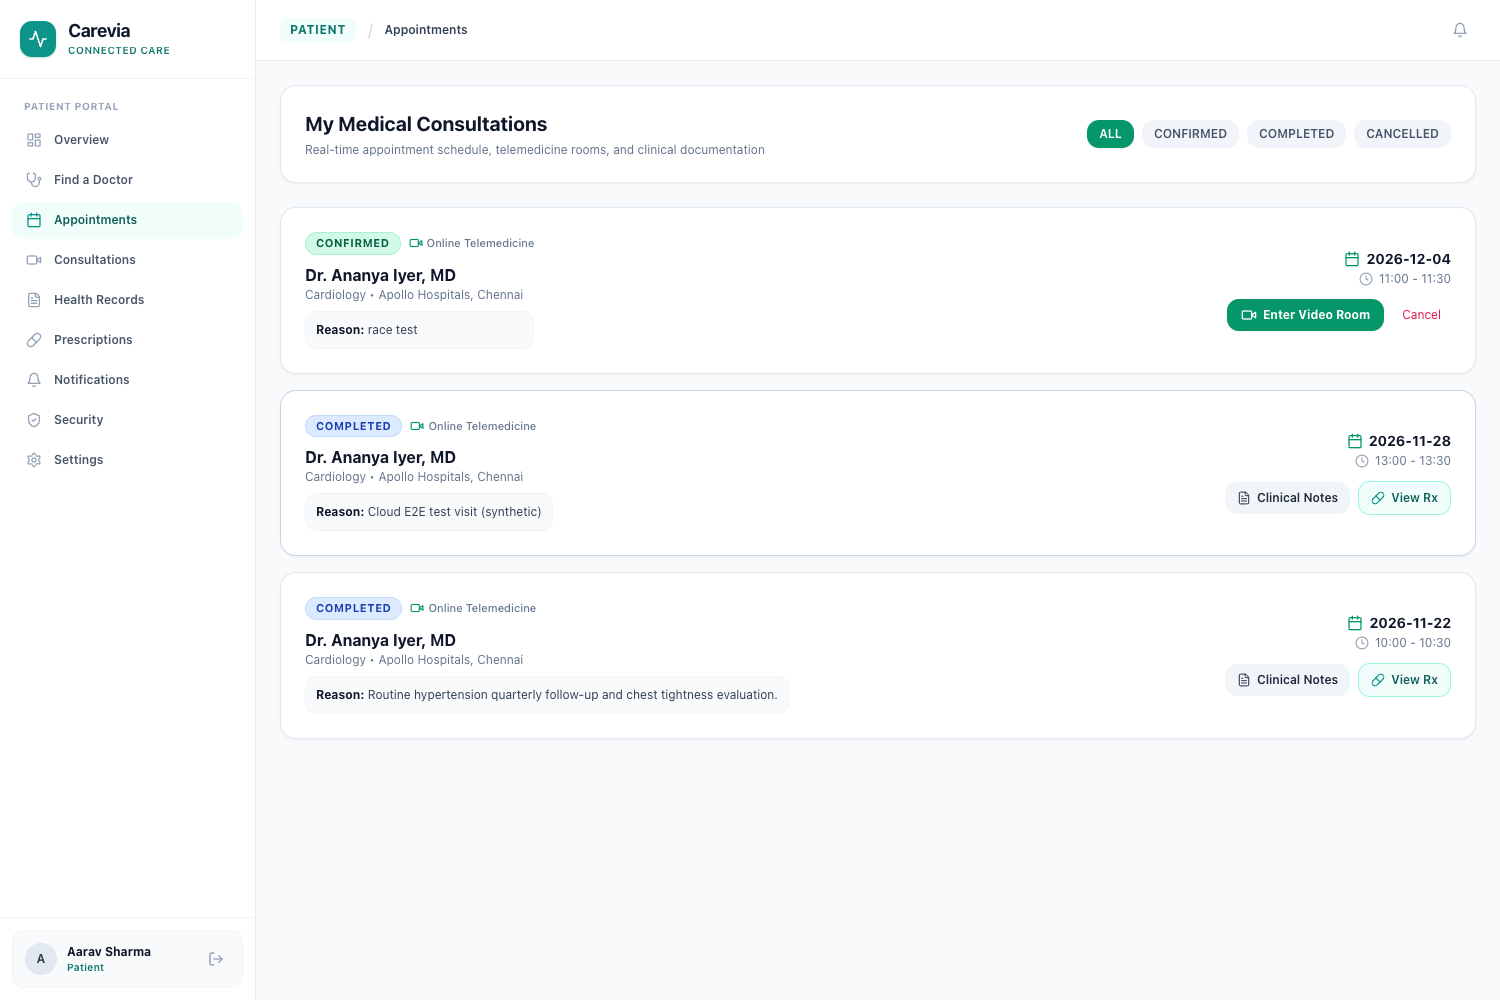 Carevia
CONNECTED CARE
PATIENT PORTAL
Overview
Find a Doctor
Appointments
Consultations
Health Records
Prescriptions
Notifications
Security
Settings
A
Aarav Sharma
Patient
PATIENT / Appointments
My Medical Consultations
Real-time appointment schedule, telemedicine rooms, and clinical documentation
ALL CONFIRMED COMPLETED CANCELLED
CONFIRMED Online Telemedicine
Dr. Ananya Iyer, MD
Cardiology • Apollo Hospitals, Chennai
Reason: race test
2026-12-04
11:00 - 11:30
Enter Video Room Cancel
COMPLETED Online Telemedicine
Dr. Ananya Iyer, MD
Cardiology • Apollo Hospitals, Chennai
Reason: Cloud E2E test visit (synthetic)
2026-11-28
13:00 - 13:30
Clinical Notes View Rx
COMPLETED Online Telemedicine
Dr. Ananya Iyer, MD
Cardiology • Apollo Hospitals, Chennai
Reason: Routine hypertension quarterly follow-up and chest tightness evaluation.
2026-11-22
10:00 - 10:30
Clinical Notes View Rx